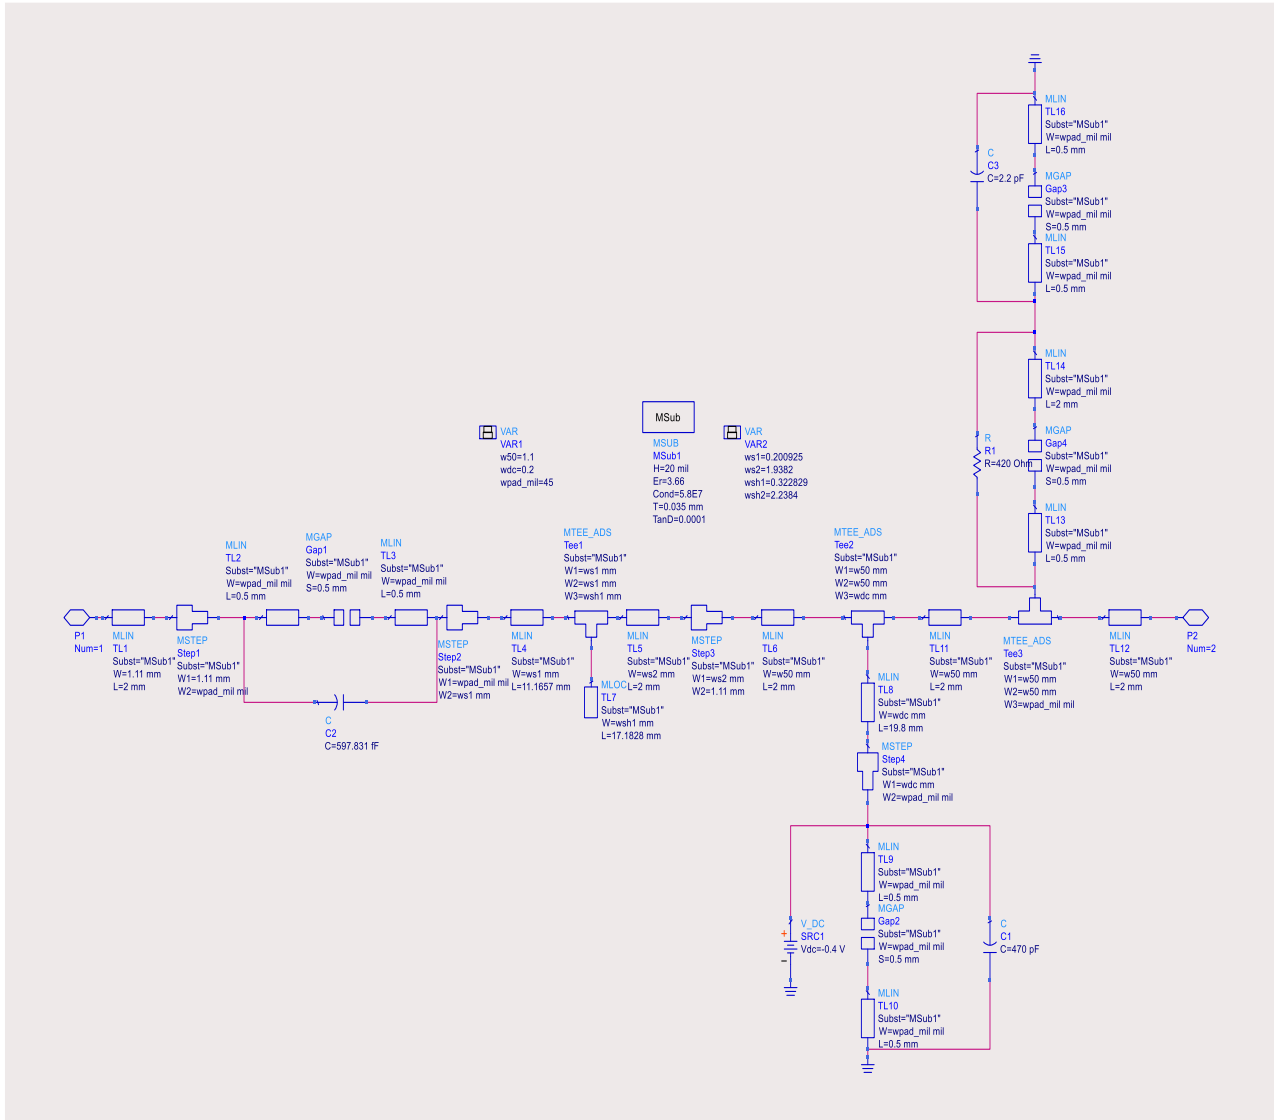 MLIN
TL16
Subst="MSub1"
W=wpad_mil mil
L=0.5 mm
C
C3
C=2.2 pF
MGAP
Gap3
Subst="MSub1"
W=wpad_mil mil
S=0.5 mm
MLIN
TL15
Subst="MSub1"
W=wpad_mil mil
L=0.5 mm
MLIN
TL14
Subst="MSub1"
W=wpad_mil mil
L=2 mm
R
R1
R=420 Ohm
MGAP
Gap4
Subst="MSub1"
W=wpad_mil mil
S=0.5 mm
MLIN
TL13
Subst="MSub1"
W=wpad_mil mil
L=0.5 mm
VAR
VAR1
w50=1.1
wdc=0.2
wpad_mil=45
MSub
MSUB
MSub1
H=20 mil
Er=3.66
Cond=5.8E7
T=0.035 mm
TanD=0.0001
VAR
VAR2
ws1=0.200925
ws2=1.9382
wsh1=0.322829
wsh2=2.2384
MLIN
TL2
Subst="MSub1"
W=wpad_mil mil
L=0.5 mm
MGAP
Gap1
Subst="MSub1"
W=wpad_mil mil
S=0.5 mm
MLIN
TL3
Subst="MSub1"
W=wpad_mil mil
L=0.5 mm
MTEE_ADS
Tee1
Subst="MSub1"
W1=ws1 mm
W2=ws1 mm
W3=wsh1 mm
MTEE_ADS
Tee2
Subst="MSub1"
W1=w50 mm
W2=w50 mm
W3=wdc mm
P1
Num=1
MLIN
TL1
Subst="MSub1"
W=1.11 mm
L=2 mm
MSTEP
Step1
Subst="MSub1"
W1=1.11 mm
W2=wpad_mil mil
C
C2
C=597.831 fF
MSTEP
Step2
Subst="MSub1"
W1=wpad_mil mil
W2=ws1 mm
MLIN
TL4
Subst="MSub1"
W=ws1 mm
L=11.1657 mm
MLOC
TL7
Subst="MSub1"
W=wsh1 mm
L=17.1828 mm
MLIN
TL5
Subst="MSub1"
W=ws2 mm
L=2 mm
MSTEP
Step3
Subst="MSub1"
W1=ws2 mm
W2=1.11 mm
MLIN
TL6
Subst="MSub1"
W=w50 mm
L=2 mm
MLIN
TL11
Subst="MSub1"
W=w50 mm
L=2 mm
MTEE_ADS
Tee3
Subst="MSub1"
W1=w50 mm
W2=w50 mm
W3=wpad_mil mil
MLIN
TL12
Subst="MSub1"
W=w50 mm
L=2 mm
P2
Num=2
MLIN
TL8
Subst="MSub1"
W=wdc mm
L=19.8 mm
MSTEP
Step4
Subst="MSub1"
W1=wdc mm
W2=wpad_mil mil
MLIN
TL9
Subst="MSub1"
W=wpad_mil mil
L=0.5 mm
MGAP
Gap2
Subst="MSub1"
W=wpad_mil mil
S=0.5 mm
V_DC
SRC1
Vdc=-0.4 V
C
C1
C=470 pF
MLIN
TL10
Subst="MSub1"
W=wpad_mil mil
L=0.5 mm